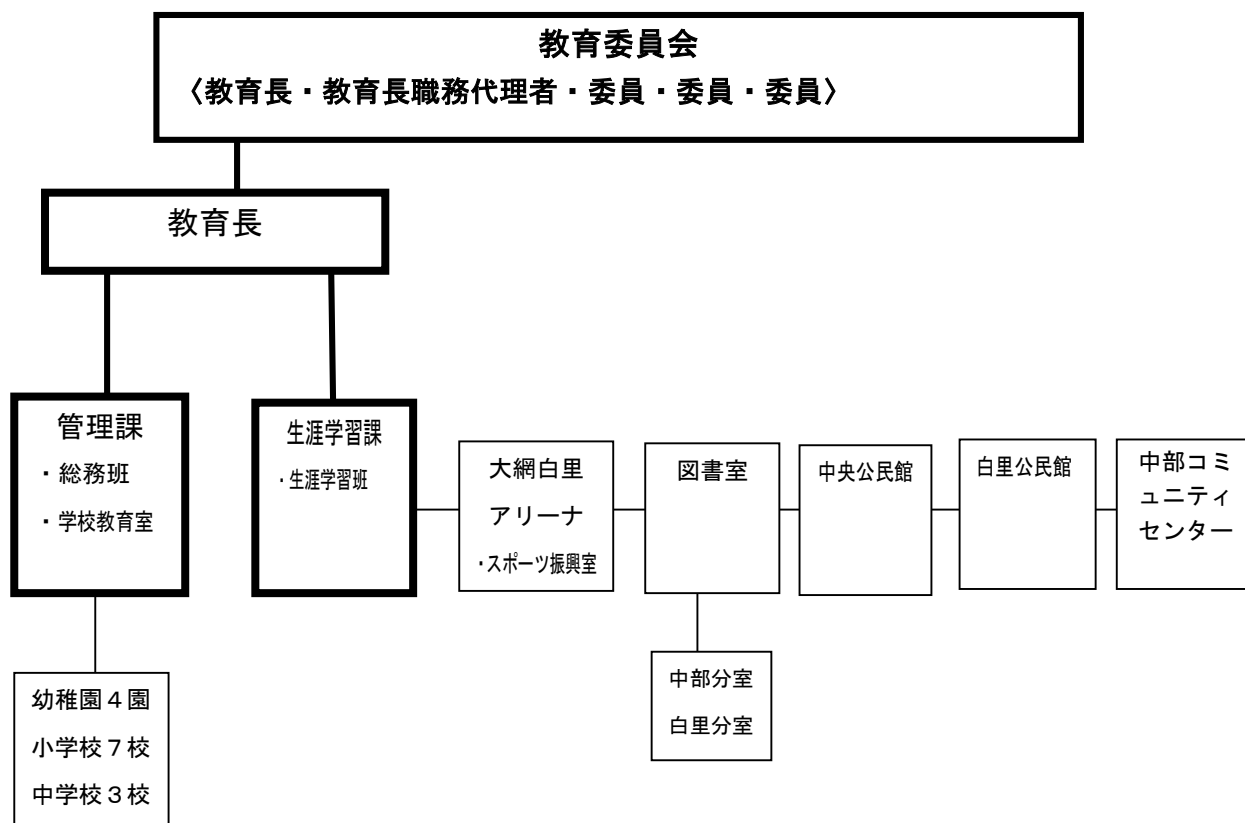 教育委員会
〈教育長・教育長職務代理者・委員・委員・委員〉
教育長
管理課
・総務班
・学校教育室
生涯学習課
・生涯学習班
大網白里
アリーナ
・スポーツ振興室
図書室
中央公民館
白里公民館
中部コミ
ュニティ
センター
中部分室
白里分室
幼稚園４園
小学校７校
中学校３校